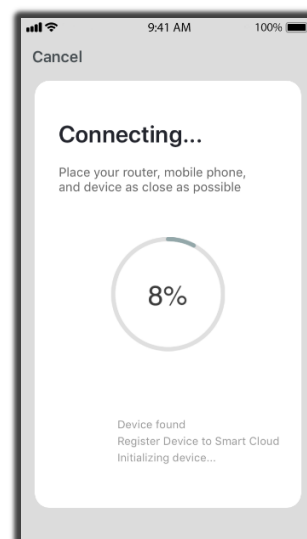 9:41 AM
100%
Cancel
Connecting...
Place your router, mobile phone,
and device as close as possible
8%
Device found
Register Device to Smart Cloud
Initializing device...